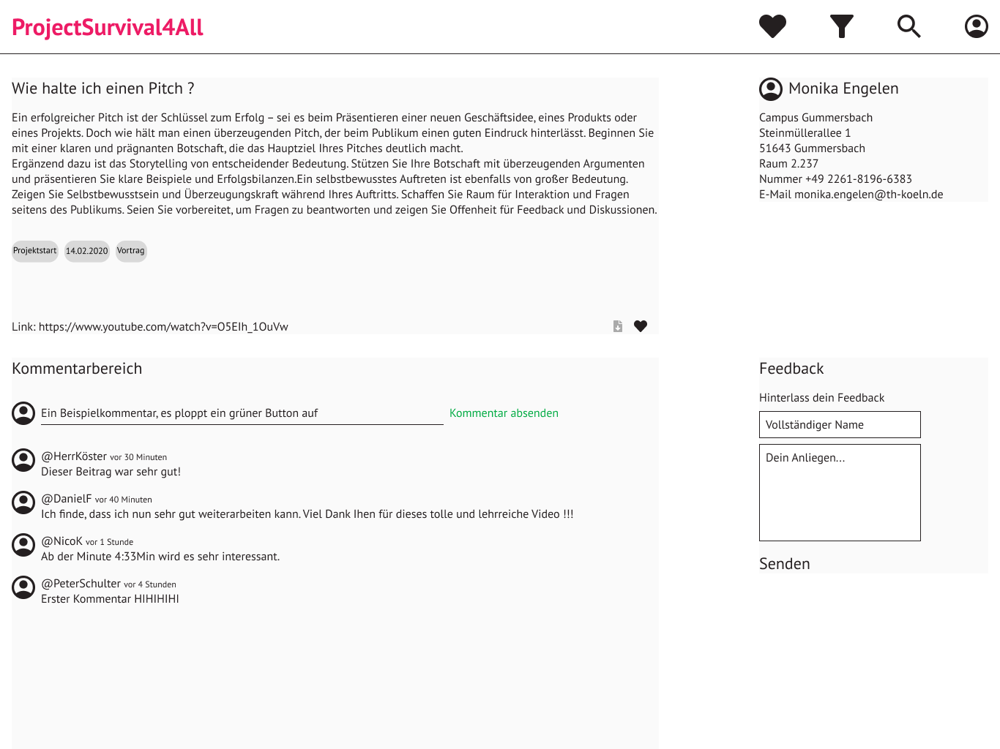 ProjectSurvival4All
Wie halte ich einen Pitch ?
Ein erfolgreicher Pitch ist der Schlüssel zum Erfolg – sei es beim Präsentieren einer neuen Geschäftsidee, eines Produkts oder
eines Projekts. Doch wie hält man einen überzeugenden Pitch, der beim Publikum einen guten Eindruck hinterlässt. Beginnen Sie
mit einer klaren und prägnanten Botschaft, die das Hauptziel Ihres Pitches deutlich macht.
Ergänzend dazu ist das Storytelling von entscheidender Bedeutung. Stützen Sie Ihre Botschaft mit überzeugenden Argumenten
und präsentieren Sie klare Beispiele und Erfolgsbilanzen.Ein selbstbewusstes Auftreten ist ebenfalls von großer Bedeutung.
Zeigen Sie Selbstbewusstsein und Überzeugungskraft während Ihres Auftritts. Schaffen Sie Raum für Interaktion und Fragen
seitens des Publikums. Seien Sie vorbereitet, um Fragen zu beantworten und zeigen Sie Offenheit für Feedback und Diskussionen.
Projektstart 14.02.2020 Vortrag
Link: https://www.youtube.com/watch?v=O5EIh_1OuVw
Monika Engelen
Campus Gummersbach
Steinmüllerallee 1
51643 Gummersbach
Raum 2.237
Nummer +49 2261-8196-6383
E-Mail monika.engelen@th-koeln.de
Kommentarbereich
Ein Beispielkommentar, es ploppt ein grüner Button auf Kommentar absenden
@HerrKöster vor 30 Minuten
Dieser Beitrag war sehr gut!
@DanielF vor 40 Minuten
Ich finde, dass ich nun sehr gut weiterarbeiten kann. Viel Dank Ihen für dieses tolle und lehrreiche Video !!!
@NicoK vor 1 Stunde
Ab der Minute 4:33Min wird es sehr interessant.
@PeterSchulter vor 4 Stunden
Erster Kommentar HIHIHIHI
Feedback
Hinterlass dein Feedback
Vollständiger Name
Dein Anliegen...
Senden